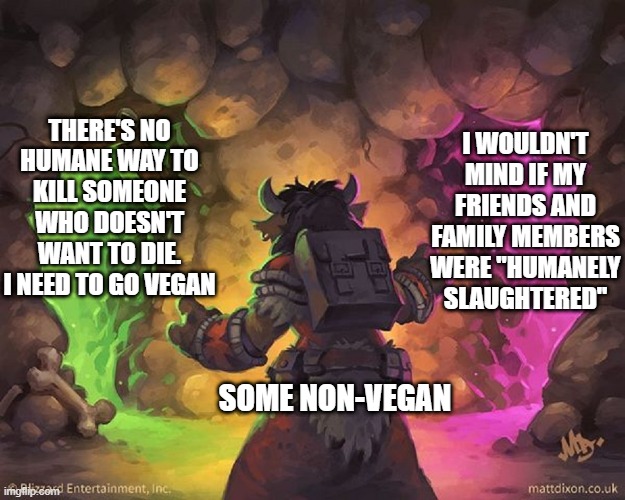 THERE'S NO
HUMANE WAY TO
KILL SOMEONE
WHO DOESN'T
WANT TO DIE.
I NEED TO GO VEGAN
I WOULDN'T
MIND IF MY
FRIENDS AND
FAMILY MEMBERS
WERE "HUMANELY
SLAUGHTERED"
SOME NON-VEGAN
© Blizzard Entertainment, Inc.
imgflip.com
mattdixon.co.uk